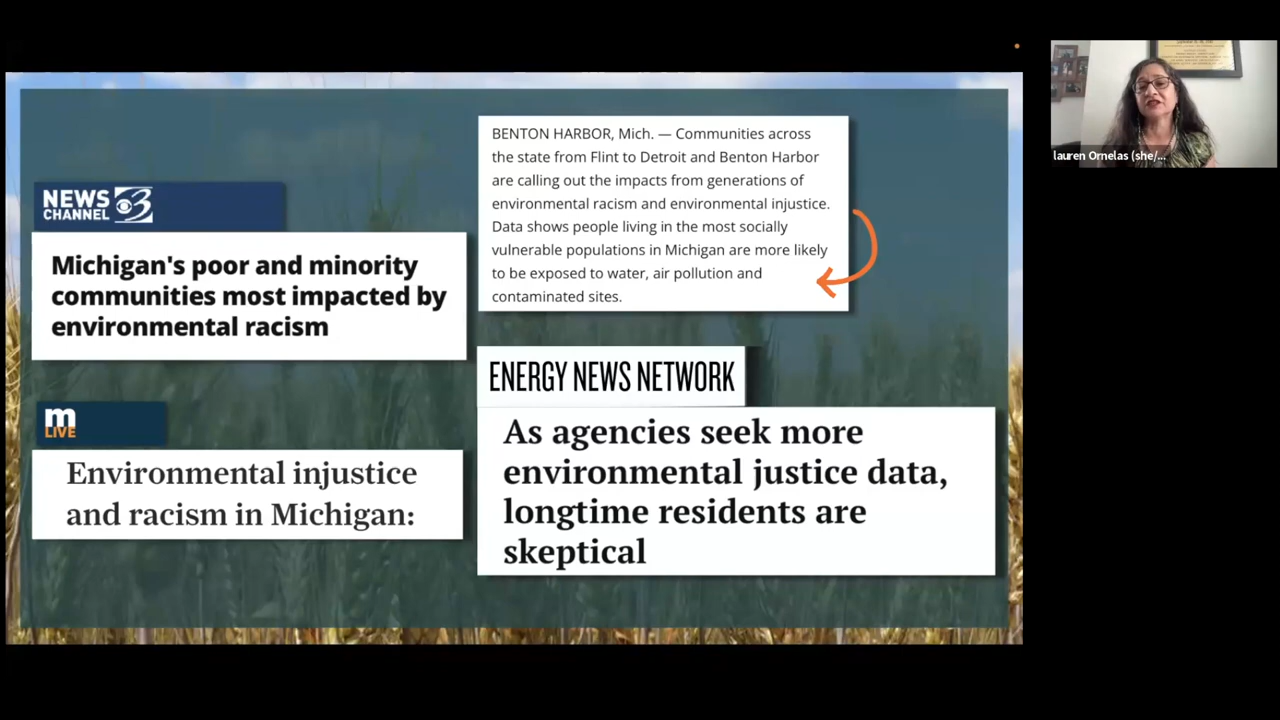 NEWS
CHANNEL 3
Michigan's poor and minority
communities most impacted by
environmental racism
m
LIVE
Environmental injustice
and racism in Michigan:
BENTON HARBOR, Mich. — Communities across
the state from Flint to Detroit and Benton Harbor
are calling out the impacts from generations of
environmental racism and environmental injustice.
Data shows people living in the most socially
vulnerable populations in Michigan are more likely
to be exposed to water, air pollution and
contaminated sites.
ENERGY NEWS NETWORK
As agencies seek more
environmental justice data,
longtime residents are
skeptical
lauren Ornelas (she/...